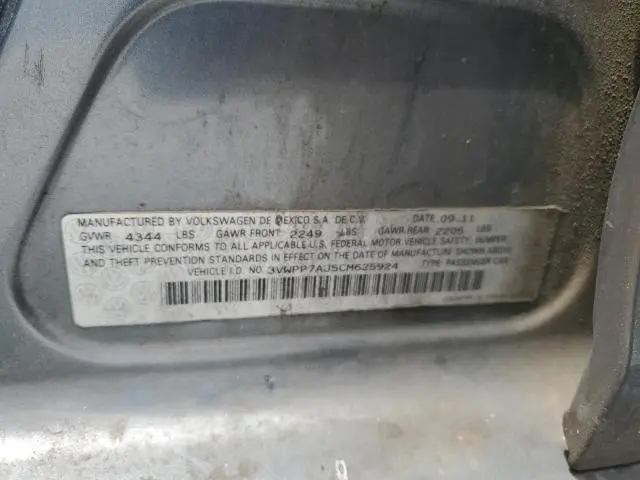 MANUFACTURED BY VOLKSWAGEN DE MEXICO S.A. DE C.V. DATE 09-11
GVWR 4344 LBS GAWR FRONT 2249 LBS GAWR REAR 2205 LBS
THIS VEHICLE CONFORMS TO ALL APPLICABLE U.S. FEDERAL MOTOR VEHICLE SAFETY, BUMPER,
AND THEFT PREVENTION STANDARDS IN EFFECT ON THE DATE OF MANUFACTURE SHOWN ABOVE
VEHICLE I.D. NO. 3VWPP7AJ5CM625924 TYPE: PASSENGER CAR